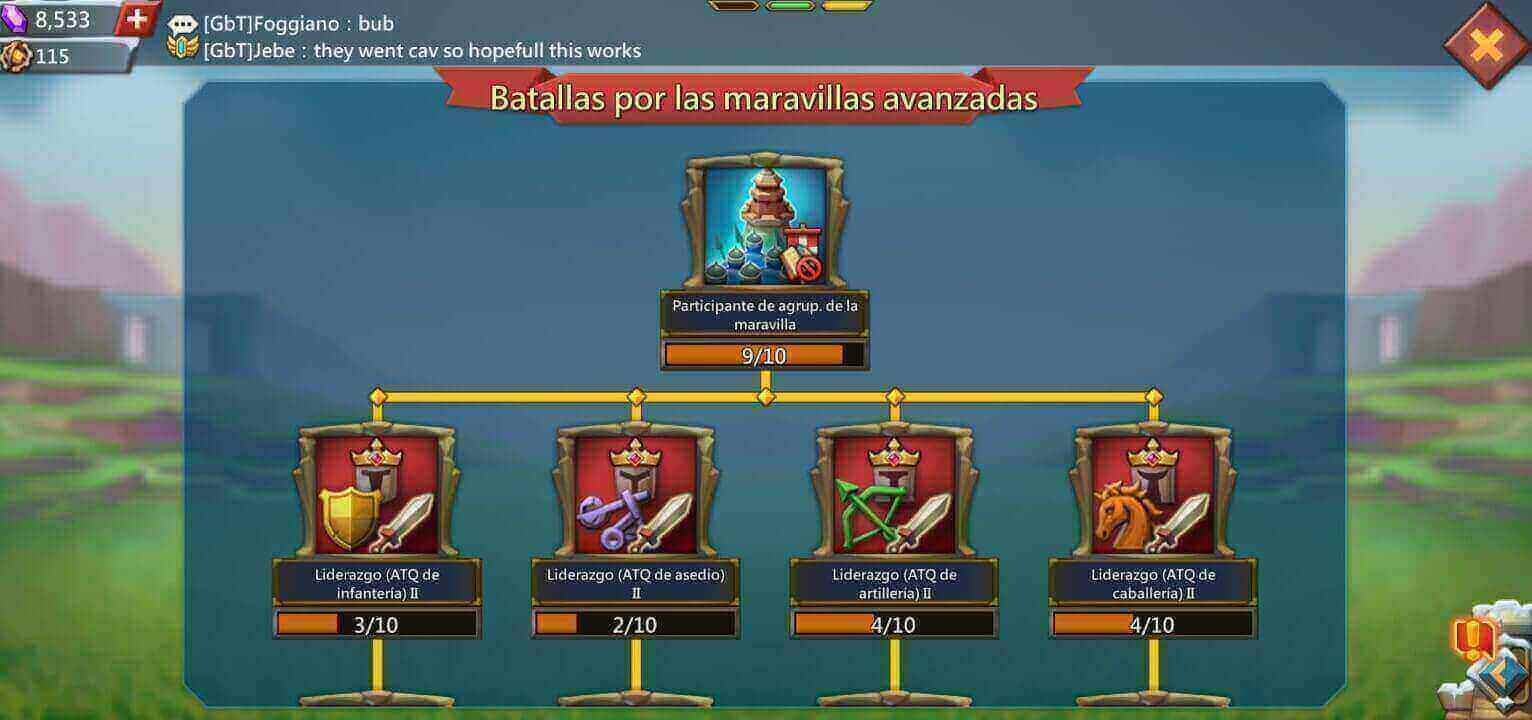 8,533
[GbT]Foggiano : bub
115
[GbT]Jebe : they went cav so hopefull this works
Batallas por las maravillas avanzadas
Participante de agrup. de la
maravilla
9/10
Liderazgo (ATQ de
infantería) II
3/10
Liderazgo (ATQ de asedio)
II
2/10
Liderazgo (ATQ de
artillería) II
4/10
Liderazgo (ATQ de
caballería) II
4/10